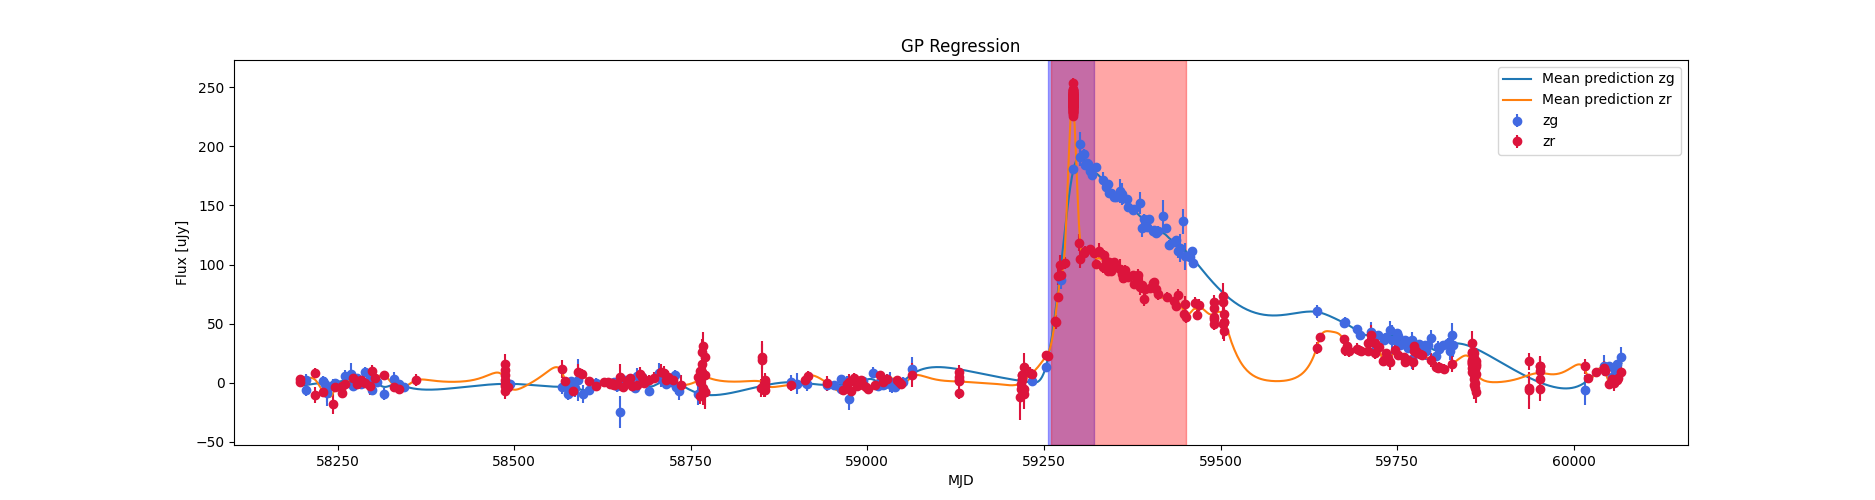 GP Regression
Flux [uJy]
250
200
150
100
50
0
−50
58250
58500
58750
59000
59250
59500
59750
60000
MJD
Mean prediction zg
Mean prediction zr
zg
zr